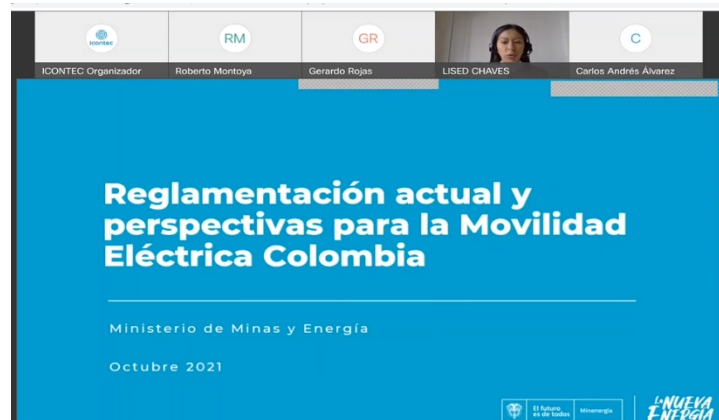 icontec
RM
GR
C
ICONTEC Organizador
Roberto Montoya
Gerardo Rojas
LISED CHAVES
Carlos Andrés Álvarez
Reglamentación actual y
perspectivas para la Movilidad
Eléctrica Colombia
Ministerio de Minas y Energía
Octubre 2021
El futuro
es de todos
Minenergía
LA NUEVA
ENERGÍA